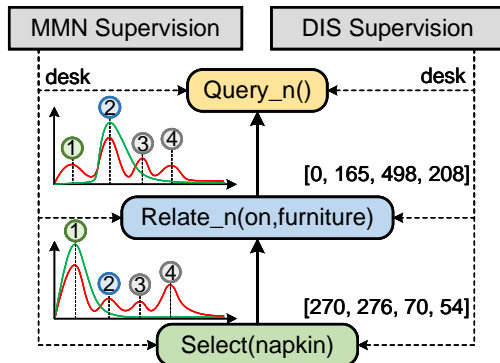 MMN Supervision
DIS Supervision
desk
desk
Query_n()
1
2
3
4
[0, 165, 498, 208]
Relate_n(on,furniture)
1
2
3
4
[270, 276, 70, 54]
Select(napkin)